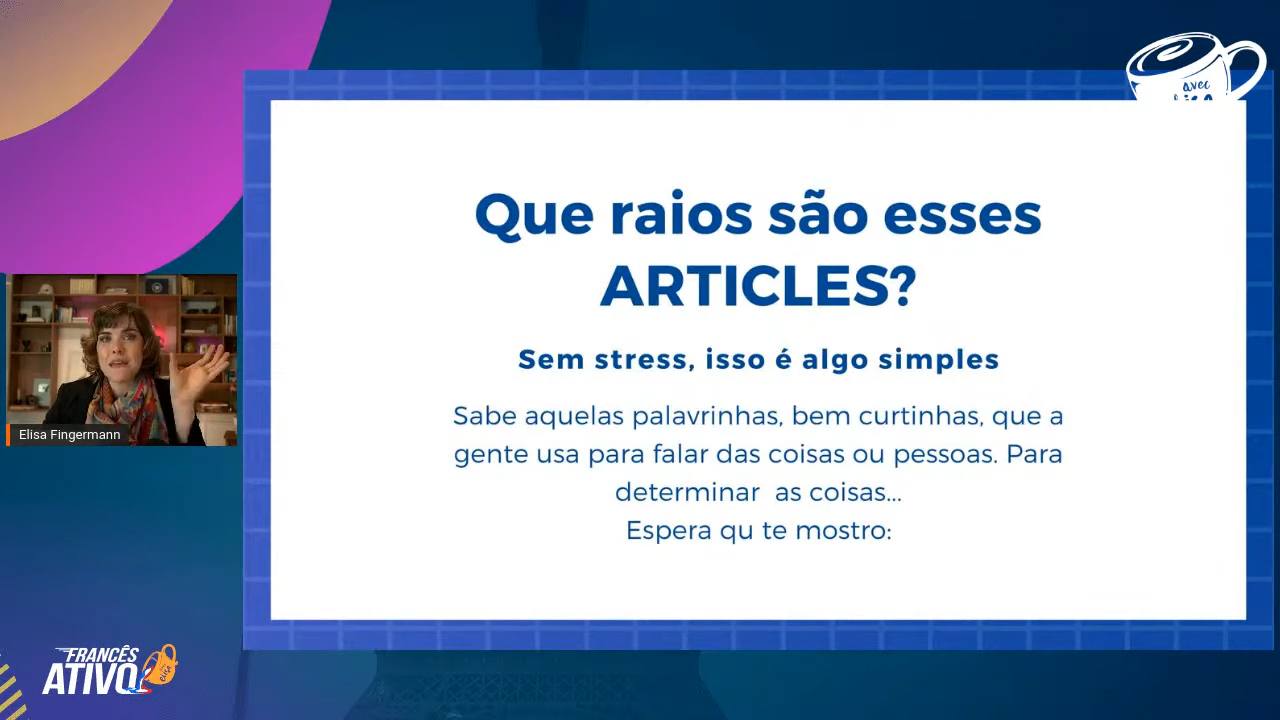 avec
Que raios são esses
ARTICLES?
Sem stress, isso é algo simples
Sabe aquelas palavrinhas, bem curtinhas, que a
gente usa para falar das coisas ou pessoas. Para
determinar as coisas...
Espera qu te mostro:
Elisa Fingermann
FRANCÊS
ATIVO
elisa